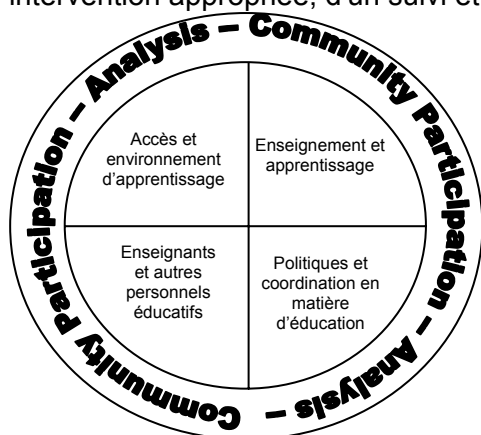 intervention appropriée, d'un suivi et
Community Participation – Analysis – Community Participation – Analysis –
Accès et
environnement
d'apprentissage
Enseignement et
apprentissage
Enseignants
et autres
personnels
éducatifs
Politiques et
coordination en
matière
d'éducation